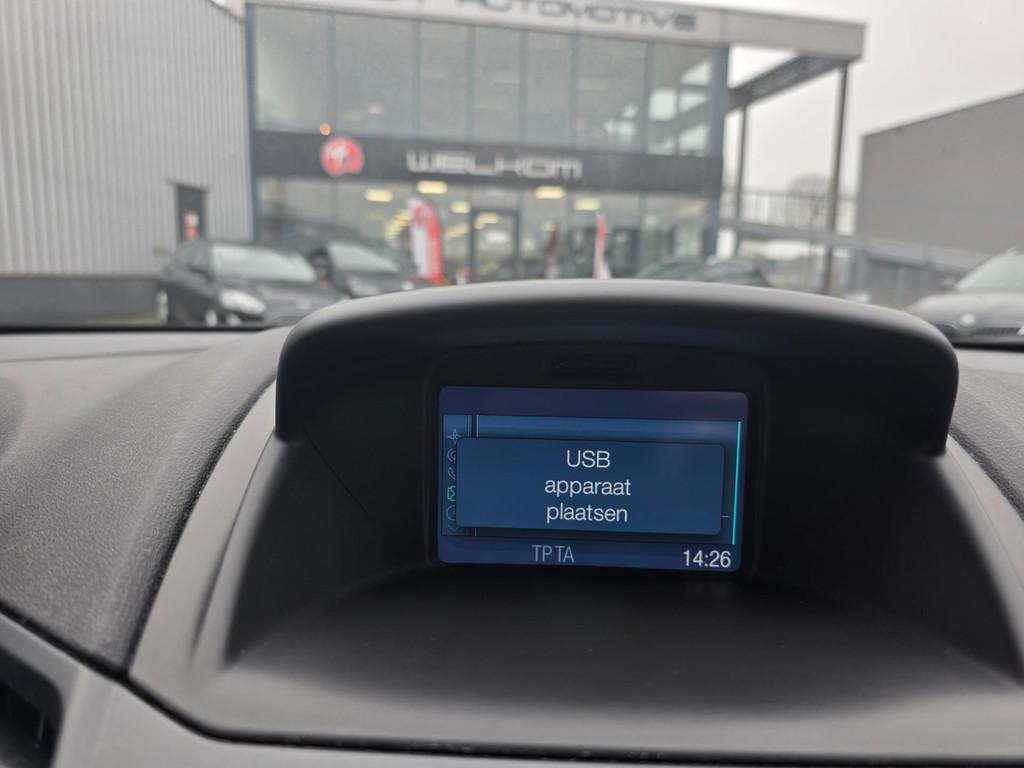 AUTOMOTIVE
WELKOM
USB
apparaat
plaatsen
TP TA
14:26